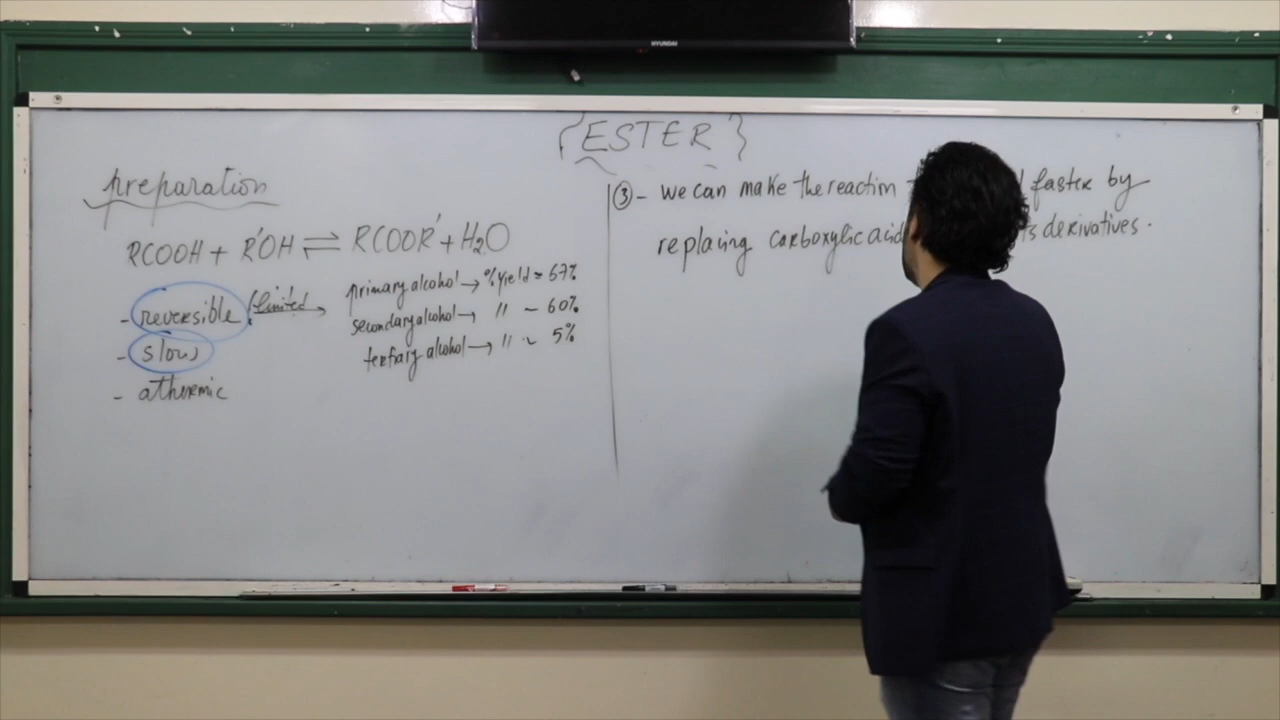 HYUNDAI
{ESTER}
preparation
RCOOH + R'OH ⇌ RCOOR' + H₂O
- reversible (limited →
- slow
- athermic
primary alcohol → % yield ≈ 67%
secondary alcohol → " ~ 60%
tertiary alcohol → " ~ 5%
③ - we can make the reaction faster by
replacing carboxylic acid derivatives.